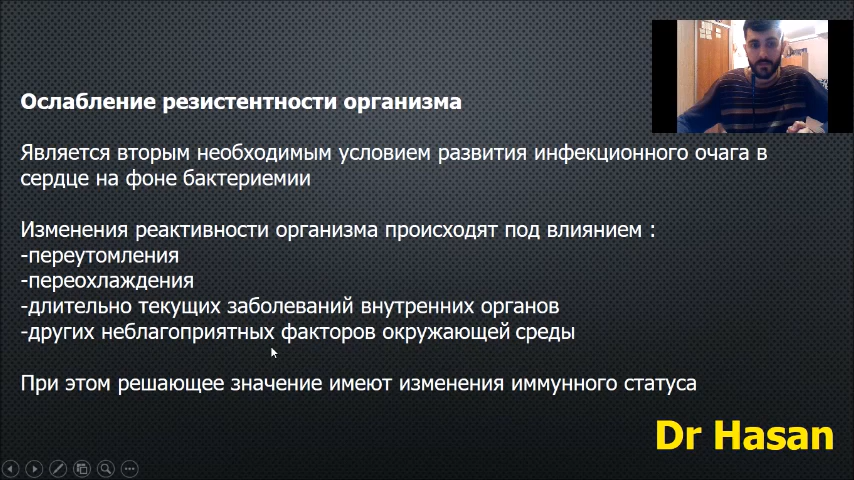 Ослабление резистентности организма
Является вторым необходимым условием развития инфекционного очага в
сердце на фоне бактериемии
Изменения реактивности организма происходят под влиянием :
-переутомления
-переохлаждения
-длительно текущих заболеваний внутренних органов
-других неблагоприятных факторов окружающей среды
При этом решающее значение имеют изменения иммунного статуса
Dr Hasan